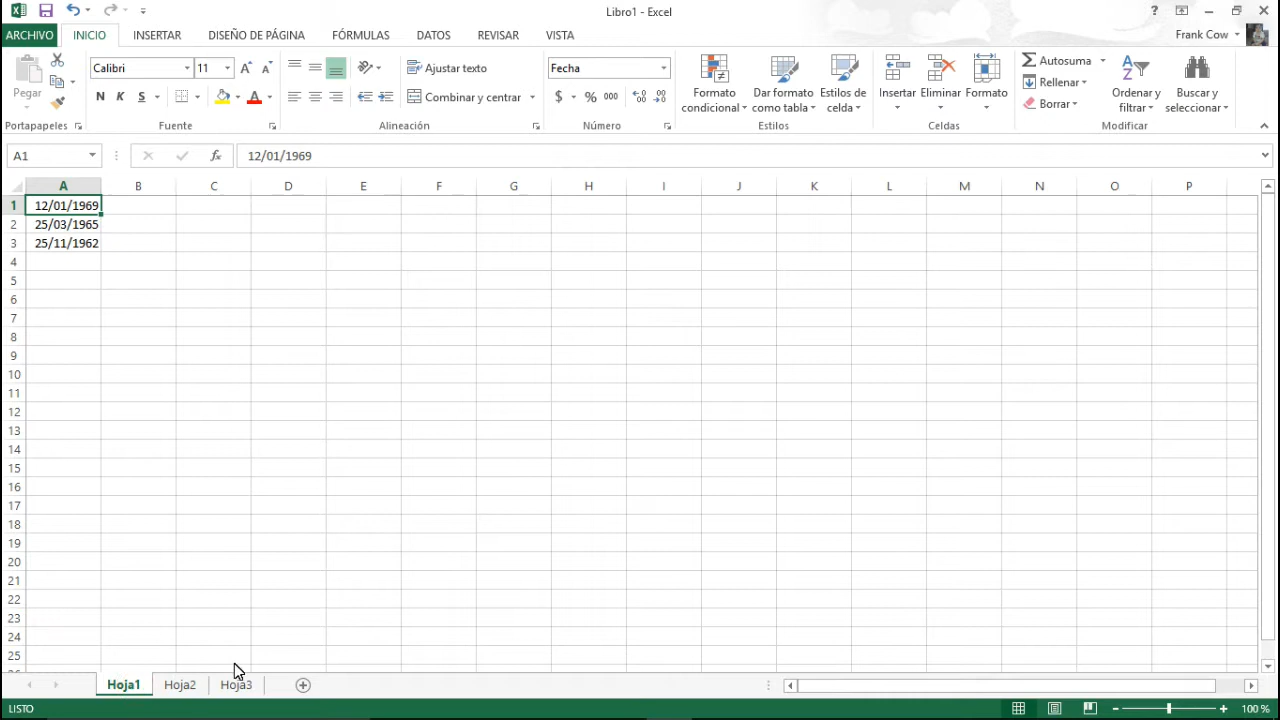 Libro1 - Excel
?
ARCHIVO INICIO INSERTAR DISEÑO DE PÁGINA FÓRMULAS DATOS REVISAR VISTA Frank Cow
Pegar
Portapapeles
Calibri 11 A A
N K S A
Fuente
Ajustar texto
Combinar y centrar
Alineación
Fecha
$ % 000
Número
Formato condicional
Dar formato como tabla
Estilos de celda
Estilos
Insertar Eliminar Formato
Celdas
Autosuma
Rellenar
Borrar
Ordenar y filtrar
Buscar y seleccionar
Modificar
A1 fx 12/01/1969
A B C D E F G H I J K L M N O P
1 12/01/1969
2 25/03/1965
3 25/11/1962
4
5
6
7
8
9
10
11
12
13
14
15
16
17
18
19
20
21
22
23
24
25
Hoja1 Hoja2 Hoja3
LISTO 100 %